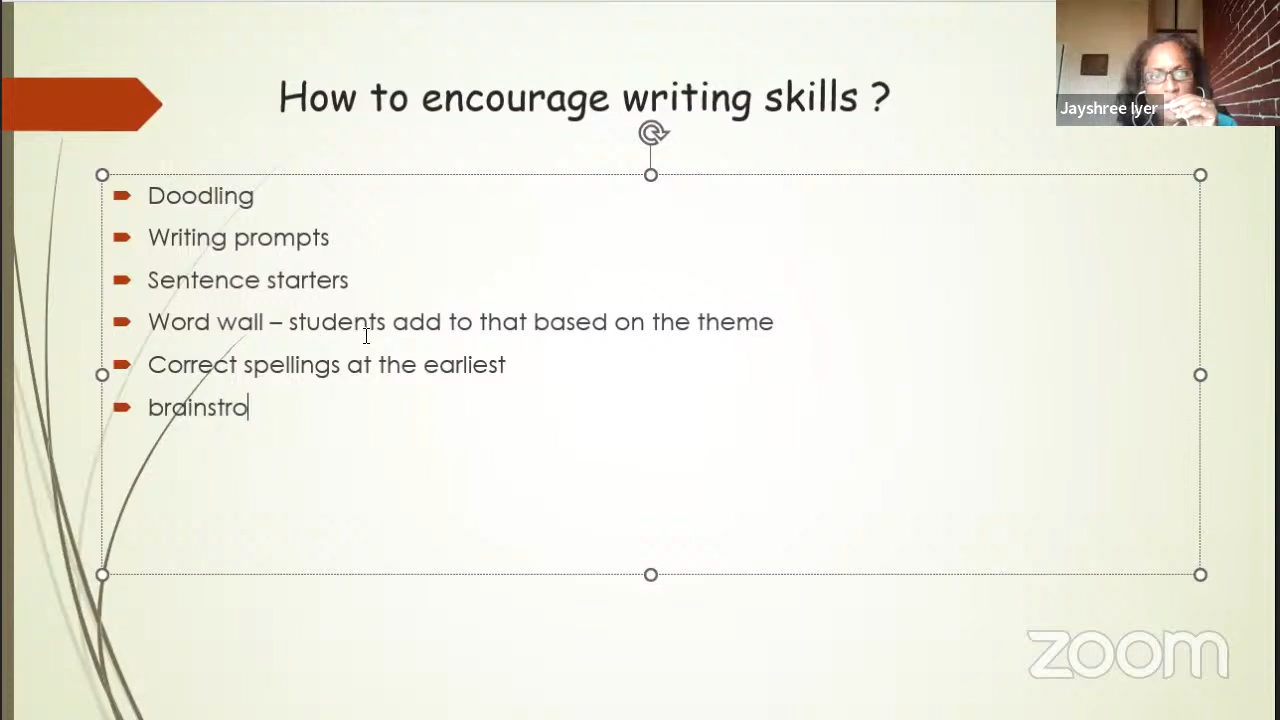 How to encourage writing skills ?
Jayshree Iyer
Doodling
Writing prompts
Sentence starters
Word wall – students add to that based on the theme
Correct spellings at the earliest
brainstro
zoom